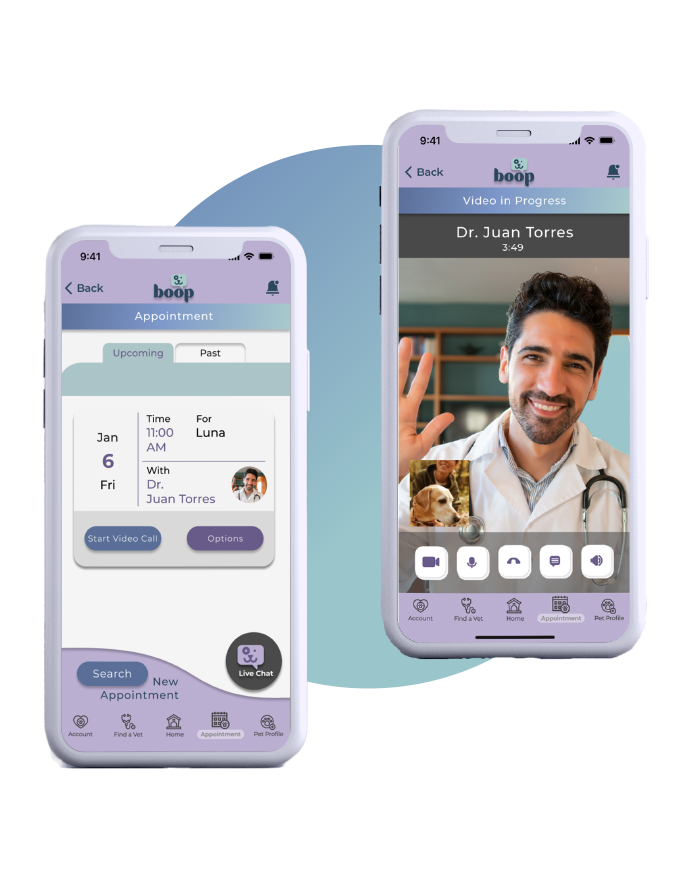 9:41
Back
boop
Appointment
Upcoming
Past
Jan
6
Fri
Time
11:00
AM
For
Luna
With
Dr.
Juan Torres
Start Video Call
Options
Live Chat
Search
New
Appointment
Account
Find a Vet
Home
Appointment
Pet Profile
9:41
Back
boop
Video in Progress
Dr. Juan Torres
3:49
Account
Find a Vet
Home
Appointment
Pet Profile